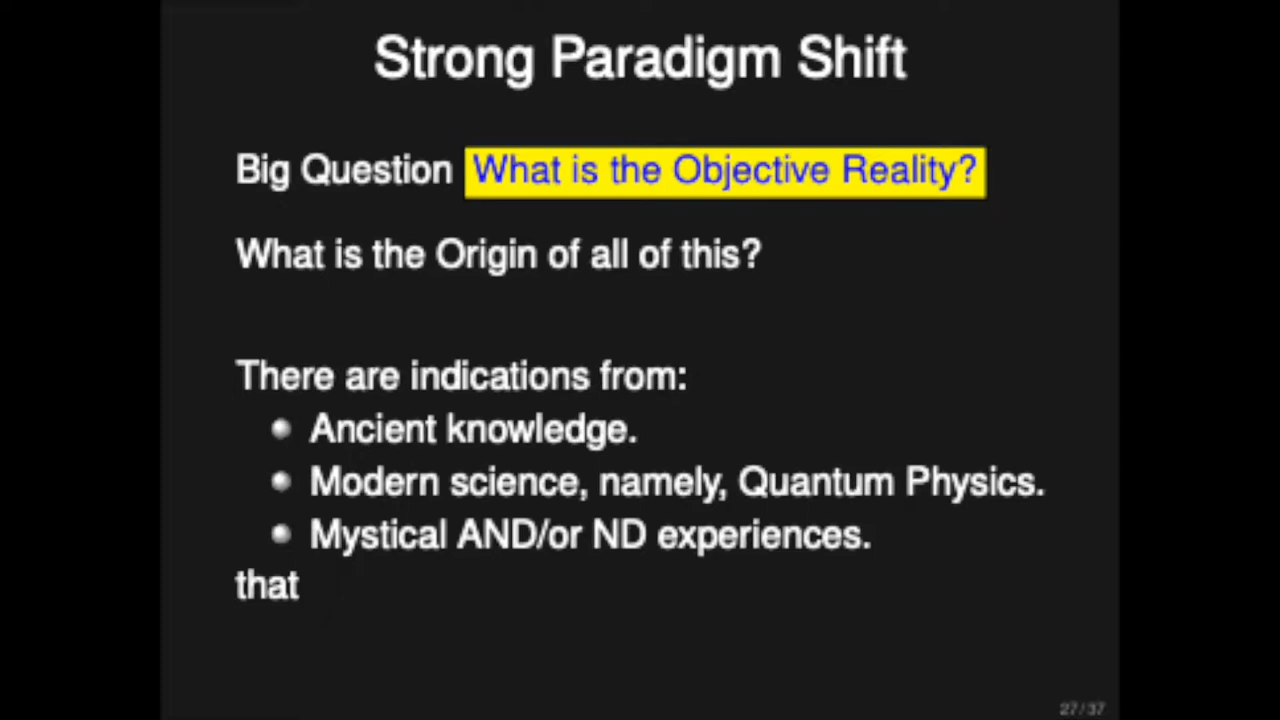 Strong Paradigm Shift
Big Question What is the Objective Reality?
What is the Origin of all of this?
There are indications from:
Ancient knowledge.
Modern science, namely, Quantum Physics.
Mystical AND/or ND experiences.
that
27/37